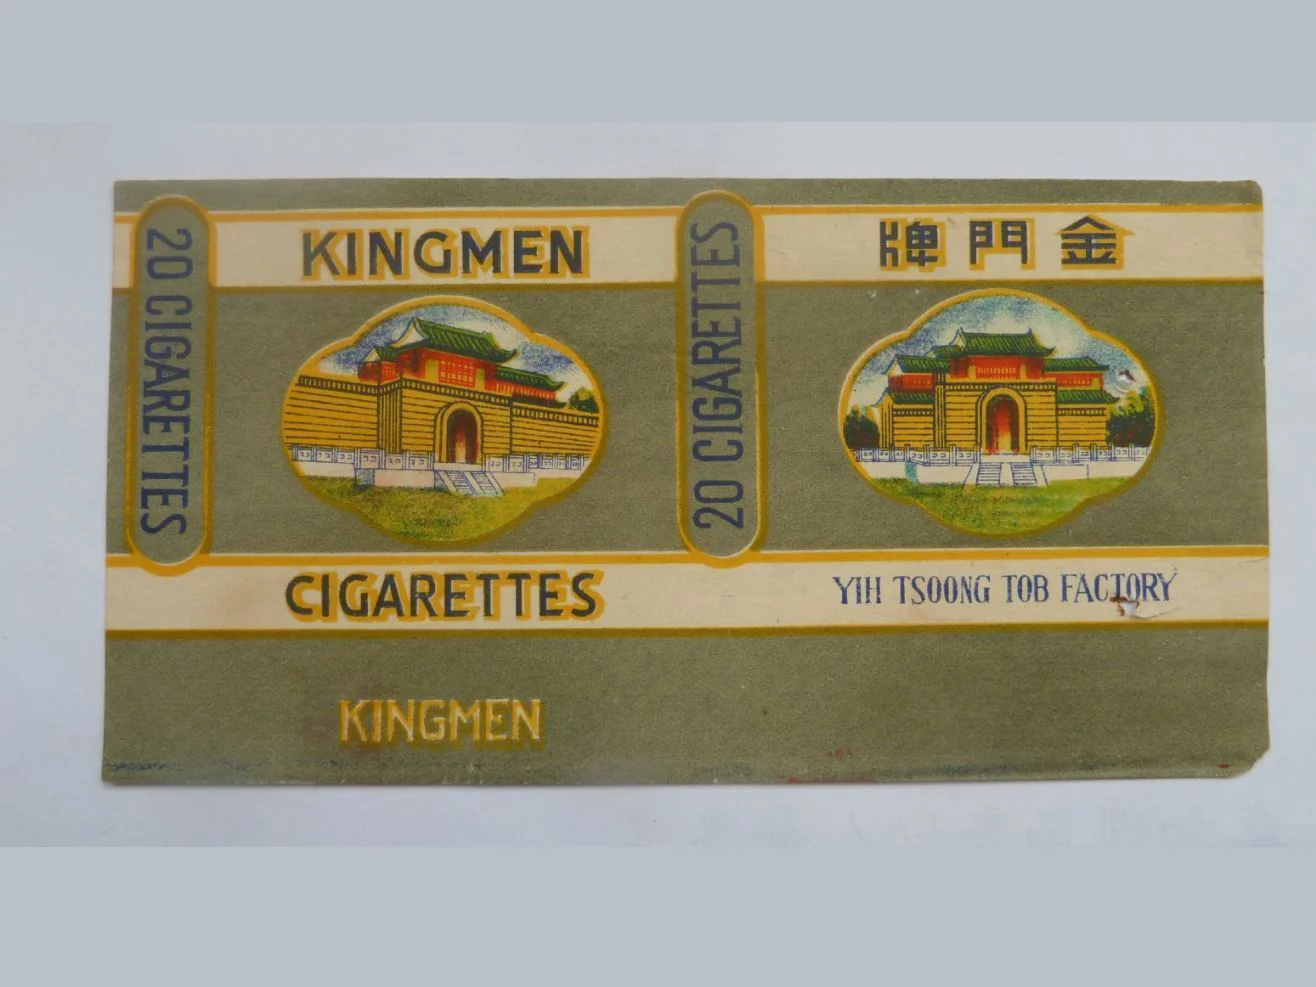 20 CIGARETTES
KINGMEN
CIGARETTES
KINGMEN
20 CIGARETTES
金門牌
YIH TSOONG TOB FACTORY